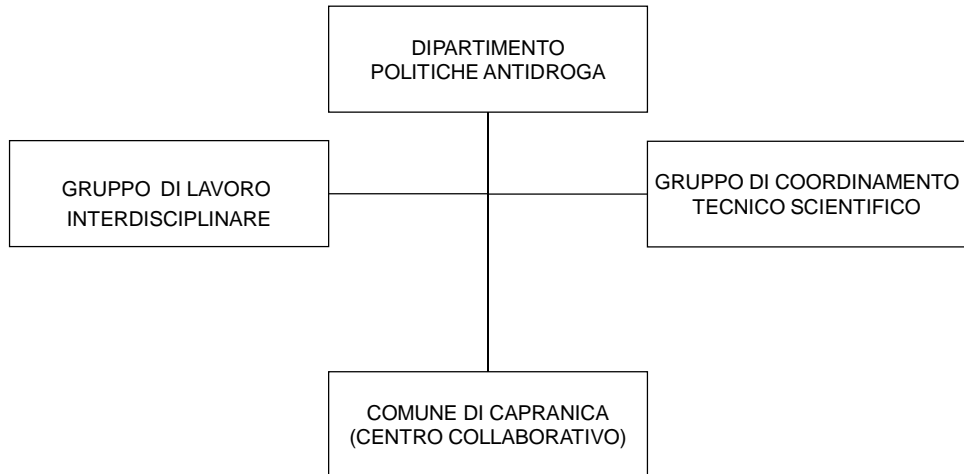 DIPARTIMENTO
POLITICHE ANTIDROGA
GRUPPO DI LAVORO
INTERDISCIPLINARE
GRUPPO DI COORDINAMENTO
TECNICO SCIENTIFICO
COMUNE DI CAPRANICA
(CENTRO COLLABORATIVO)